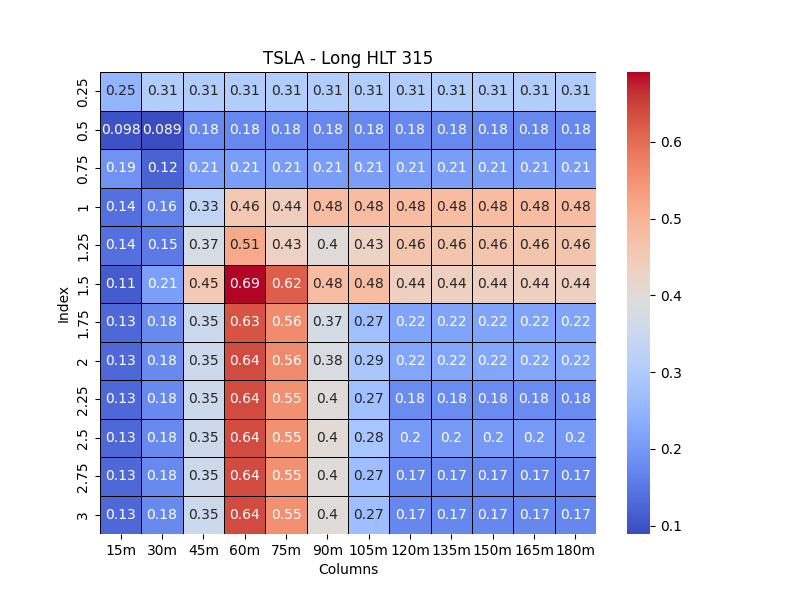 TSLA - Long HLT 315
0.25 0.25 0.31 0.31 0.31 0.31 0.31 0.31 0.31 0.31 0.31 0.31 0.31
0.5 0.098 0.089 0.18 0.18 0.18 0.18 0.18 0.18 0.18 0.18 0.18 0.18
0.75 0.19 0.12 0.21 0.21 0.21 0.21 0.21 0.21 0.21 0.21 0.21 0.21
1 0.14 0.16 0.33 0.46 0.44 0.48 0.48 0.48 0.48 0.48 0.48 0.48
1.25 0.14 0.15 0.37 0.51 0.43 0.4 0.43 0.46 0.46 0.46 0.46 0.46
1.5 0.11 0.21 0.45 0.69 0.62 0.48 0.48 0.44 0.44 0.44 0.44 0.44
1.75 0.13 0.18 0.35 0.63 0.56 0.37 0.27 0.22 0.22 0.22 0.22 0.22
2 0.13 0.18 0.35 0.64 0.56 0.38 0.29 0.22 0.22 0.22 0.22 0.22
2.25 0.13 0.18 0.35 0.64 0.55 0.4 0.27 0.18 0.18 0.18 0.18 0.18
2.5 0.13 0.18 0.35 0.64 0.55 0.4 0.28 0.2 0.2 0.2 0.2 0.2
2.75 0.13 0.18 0.35 0.64 0.55 0.4 0.27 0.17 0.17 0.17 0.17 0.17
3 0.13 0.18 0.35 0.64 0.55 0.4 0.27 0.17 0.17 0.17 0.17 0.17
15m 30m 45m 60m 75m 90m 105m 120m 135m 150m 165m 180m
Columns
Index
0.6
0.5
0.4
0.3
0.2
0.1